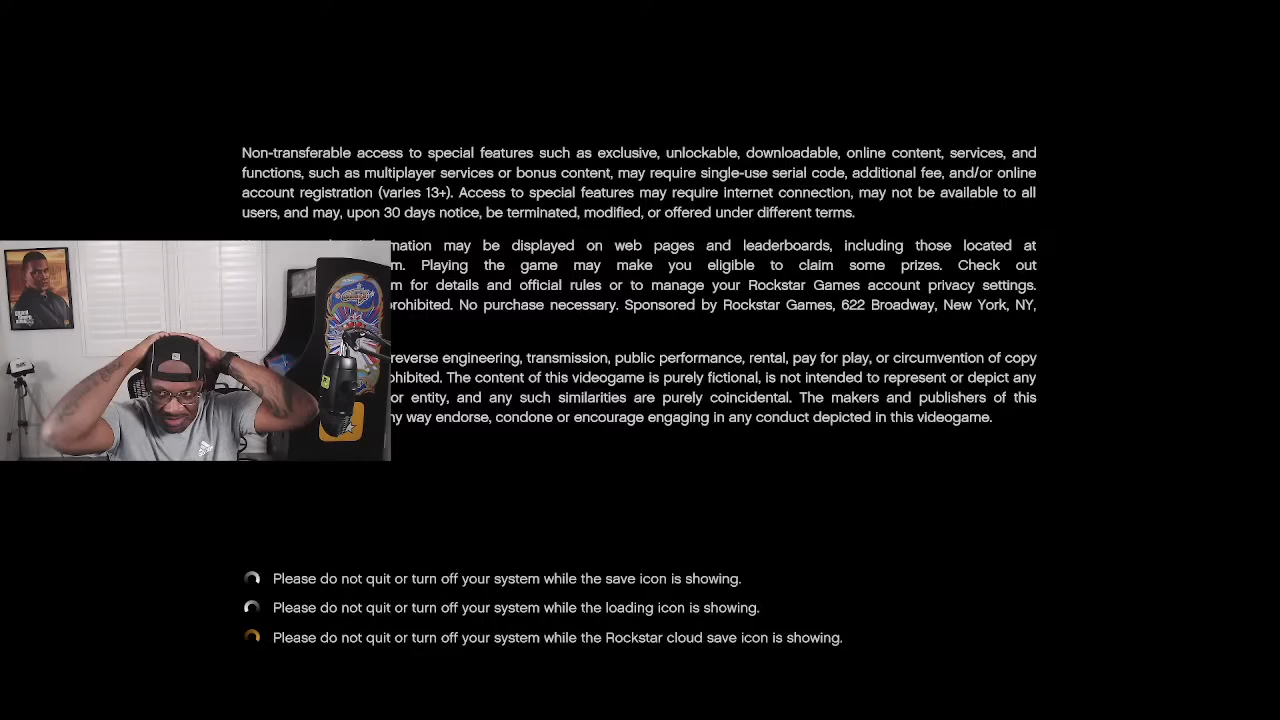 Non-transferable access to special features such as exclusive, unlockable, downloadable, online content, services, and
functions, such as multiplayer services or bonus content, may require single-use serial code, additional fee, and/or online
account registration (varies 13+). Access to special features may require internet connection, may not be available to all
users, and may, upon 30 days notice, be terminated, modified, or offered under different terms.
may be displayed on web pages and leaderboards, including those located at
Playing the game may make you eligible to claim some prizes. Check out
for details and official rules or to manage your Rockstar Games account privacy settings.
prohibited. No purchase necessary. Sponsored by Rockstar Games, 622 Broadway, New York, NY,
reverse engineering, transmission, public performance, rental, pay for play, or circumvention of copy
The content of this videogame is purely fictional, is not intended to represent or depict any
or entity, and any such similarities are purely coincidental. The makers and publishers of this
way endorse, condone or encourage engaging in any conduct depicted in this videogame.
adidas
Please do not quit or turn off your system while the save icon is showing.
Please do not quit or turn off your system while the loading icon is showing.
Please do not quit or turn off your system while the Rockstar cloud save icon is showing.